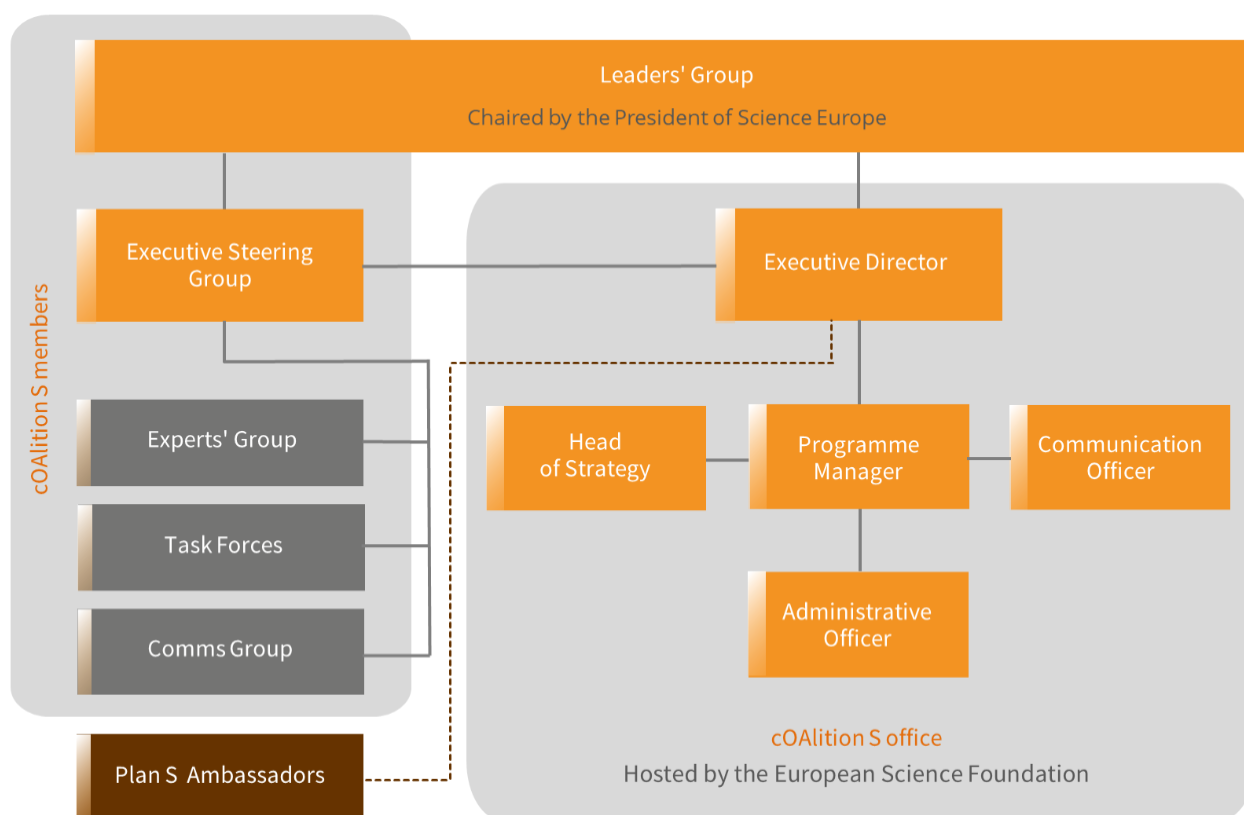 Leaders' Group
Chaired by the President of Science Europe
cOAlition S members
Executive Steering
Group
Executive Director
Experts' Group
Task Forces
Comms Group
Head
of Strategy
Programme
Manager
Communication
Officer
Administrative
Officer
cOAlition S office
Hosted by the European Science Foundation
Plan S Ambassadors